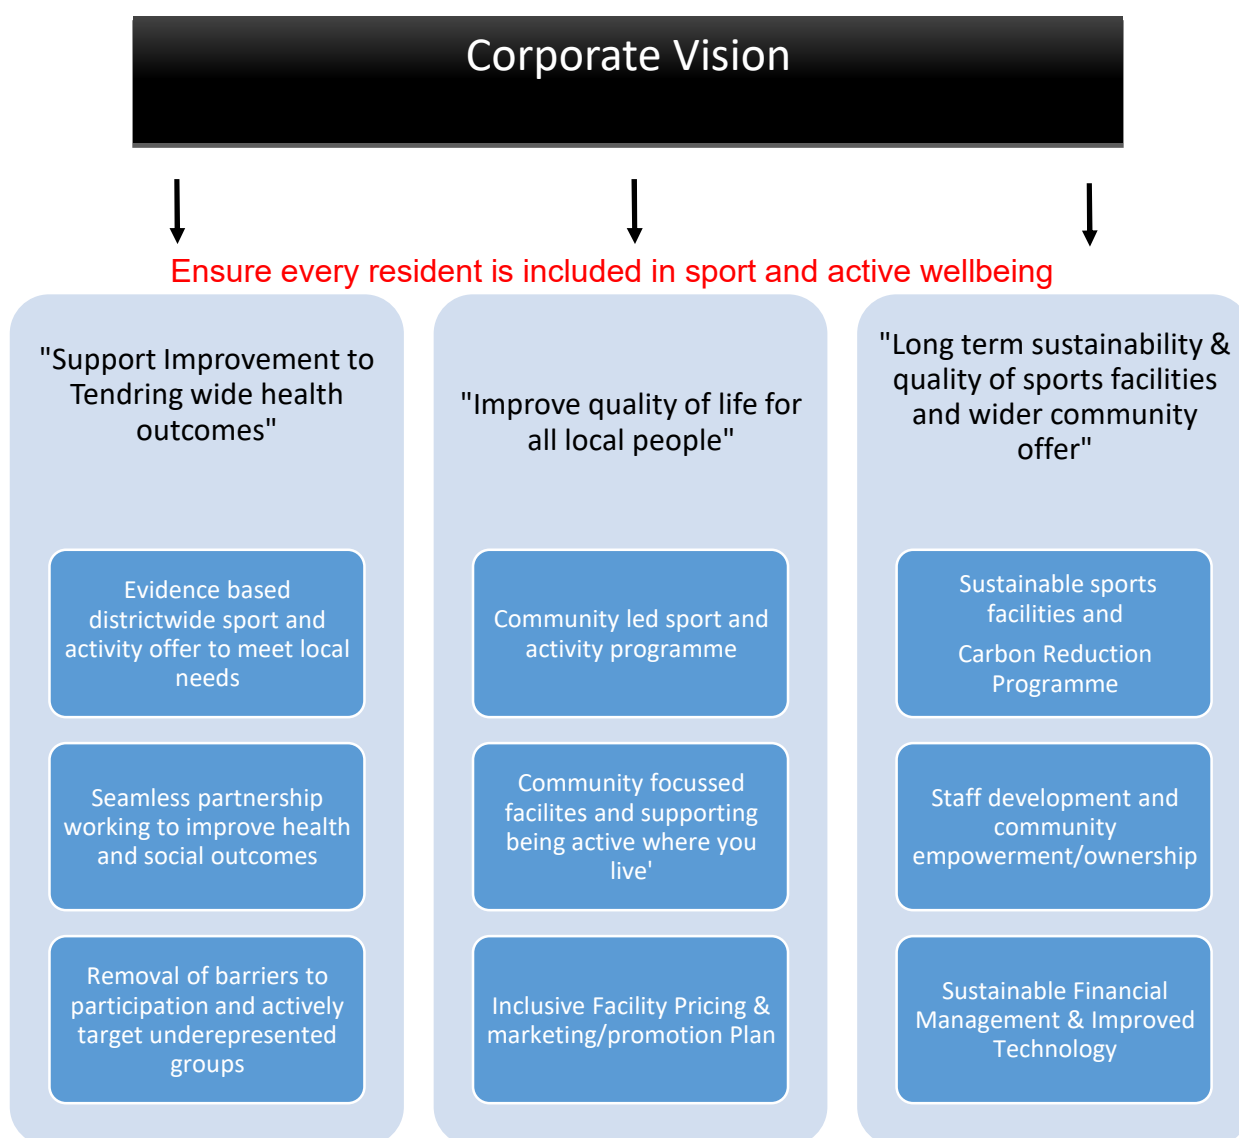 Corporate Vision
Ensure every resident is included in sport and active wellbeing
"Support Improvement to
Tendring wide health
outcomes"
Evidence based
districtwide sport and
activity offer to meet local
needs
Seamless partnership
working to improve health
and social outcomes
Removal of barriers to
participation and actively
target underepresented
groups
"Improve quality of life for
all local people"
Community led sport and
activity programme
Community focussed
facilites and supporting
being active where you
live'
Inclusive Facility Pricing &
marketing/promotion Plan
"Long term sustainability &
quality of sports facilities
and wider community
offer"
Sustainable sports
facilities and
Carbon Reduction
Programme
Staff development and
community
empowerment/ownership
Sustainable Financial
Management & Improved
Technology